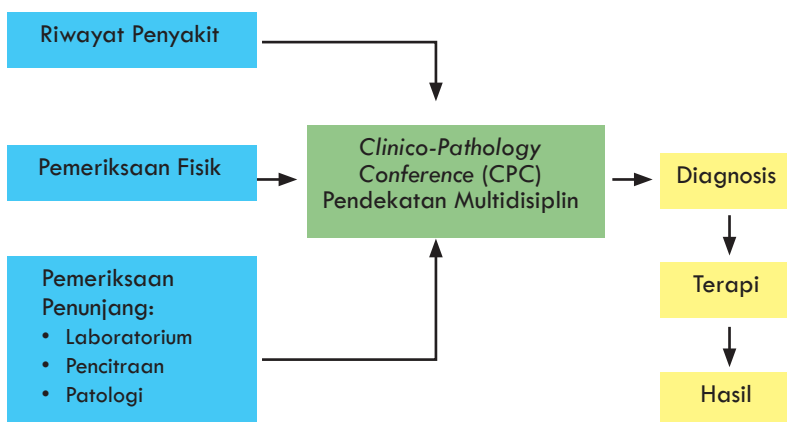 Riwayat Penyakit
Pemeriksaan Fisik
Pemeriksaan
Penunjang:
• Laboratorium
• Pencitraan
• Patologi
Clinico-Pathology
Conference (CPC)
Pendekatan Multidisiplin
Diagnosis
Terapi
Hasil